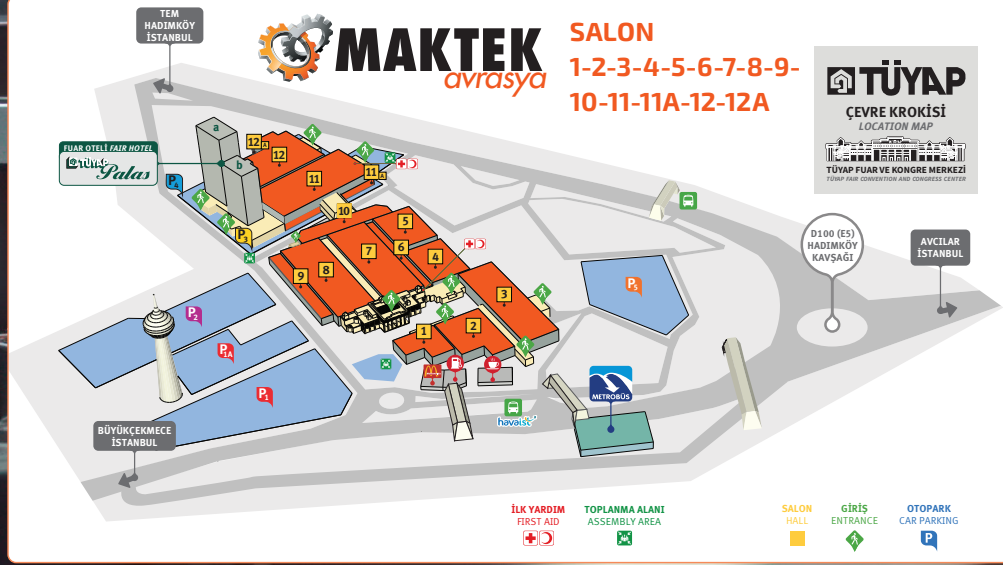 TEM
HADIMKÖY
İSTANBUL
MAKTEK
avrasya
SALON
1-2-3-4-5-6-7-8-9-
10-11-11A-12-12A
TÜYAP
ÇEVRE KROKİSİ
LOCATION MAP
TÜYAP FUAR VE KONGRE MERKEZİ
TÜYAP FAIR CONVENTION AND CONGRESS CENTER
FUAR OTELİ FAIR HOTEL
TÜYAP
Palas
a
b
12A
12
11
11A
10
P4
P3
5
6
7
4
8
9
3
2
1
D100 (E5)
HADIMKÖY
KAVŞAĞI
AVCILAR
İSTANBUL
P5
P2
P1A
P1
METROBÜS
havaist
BÜYÜKÇEKMECE
İSTANBUL
İLK YARDIM
FIRST AID
TOPLANMA ALANI
ASSEMBLY AREA
SALON
HALL
GİRİŞ
ENTRANCE
OTOPARK
CAR PARKING
P